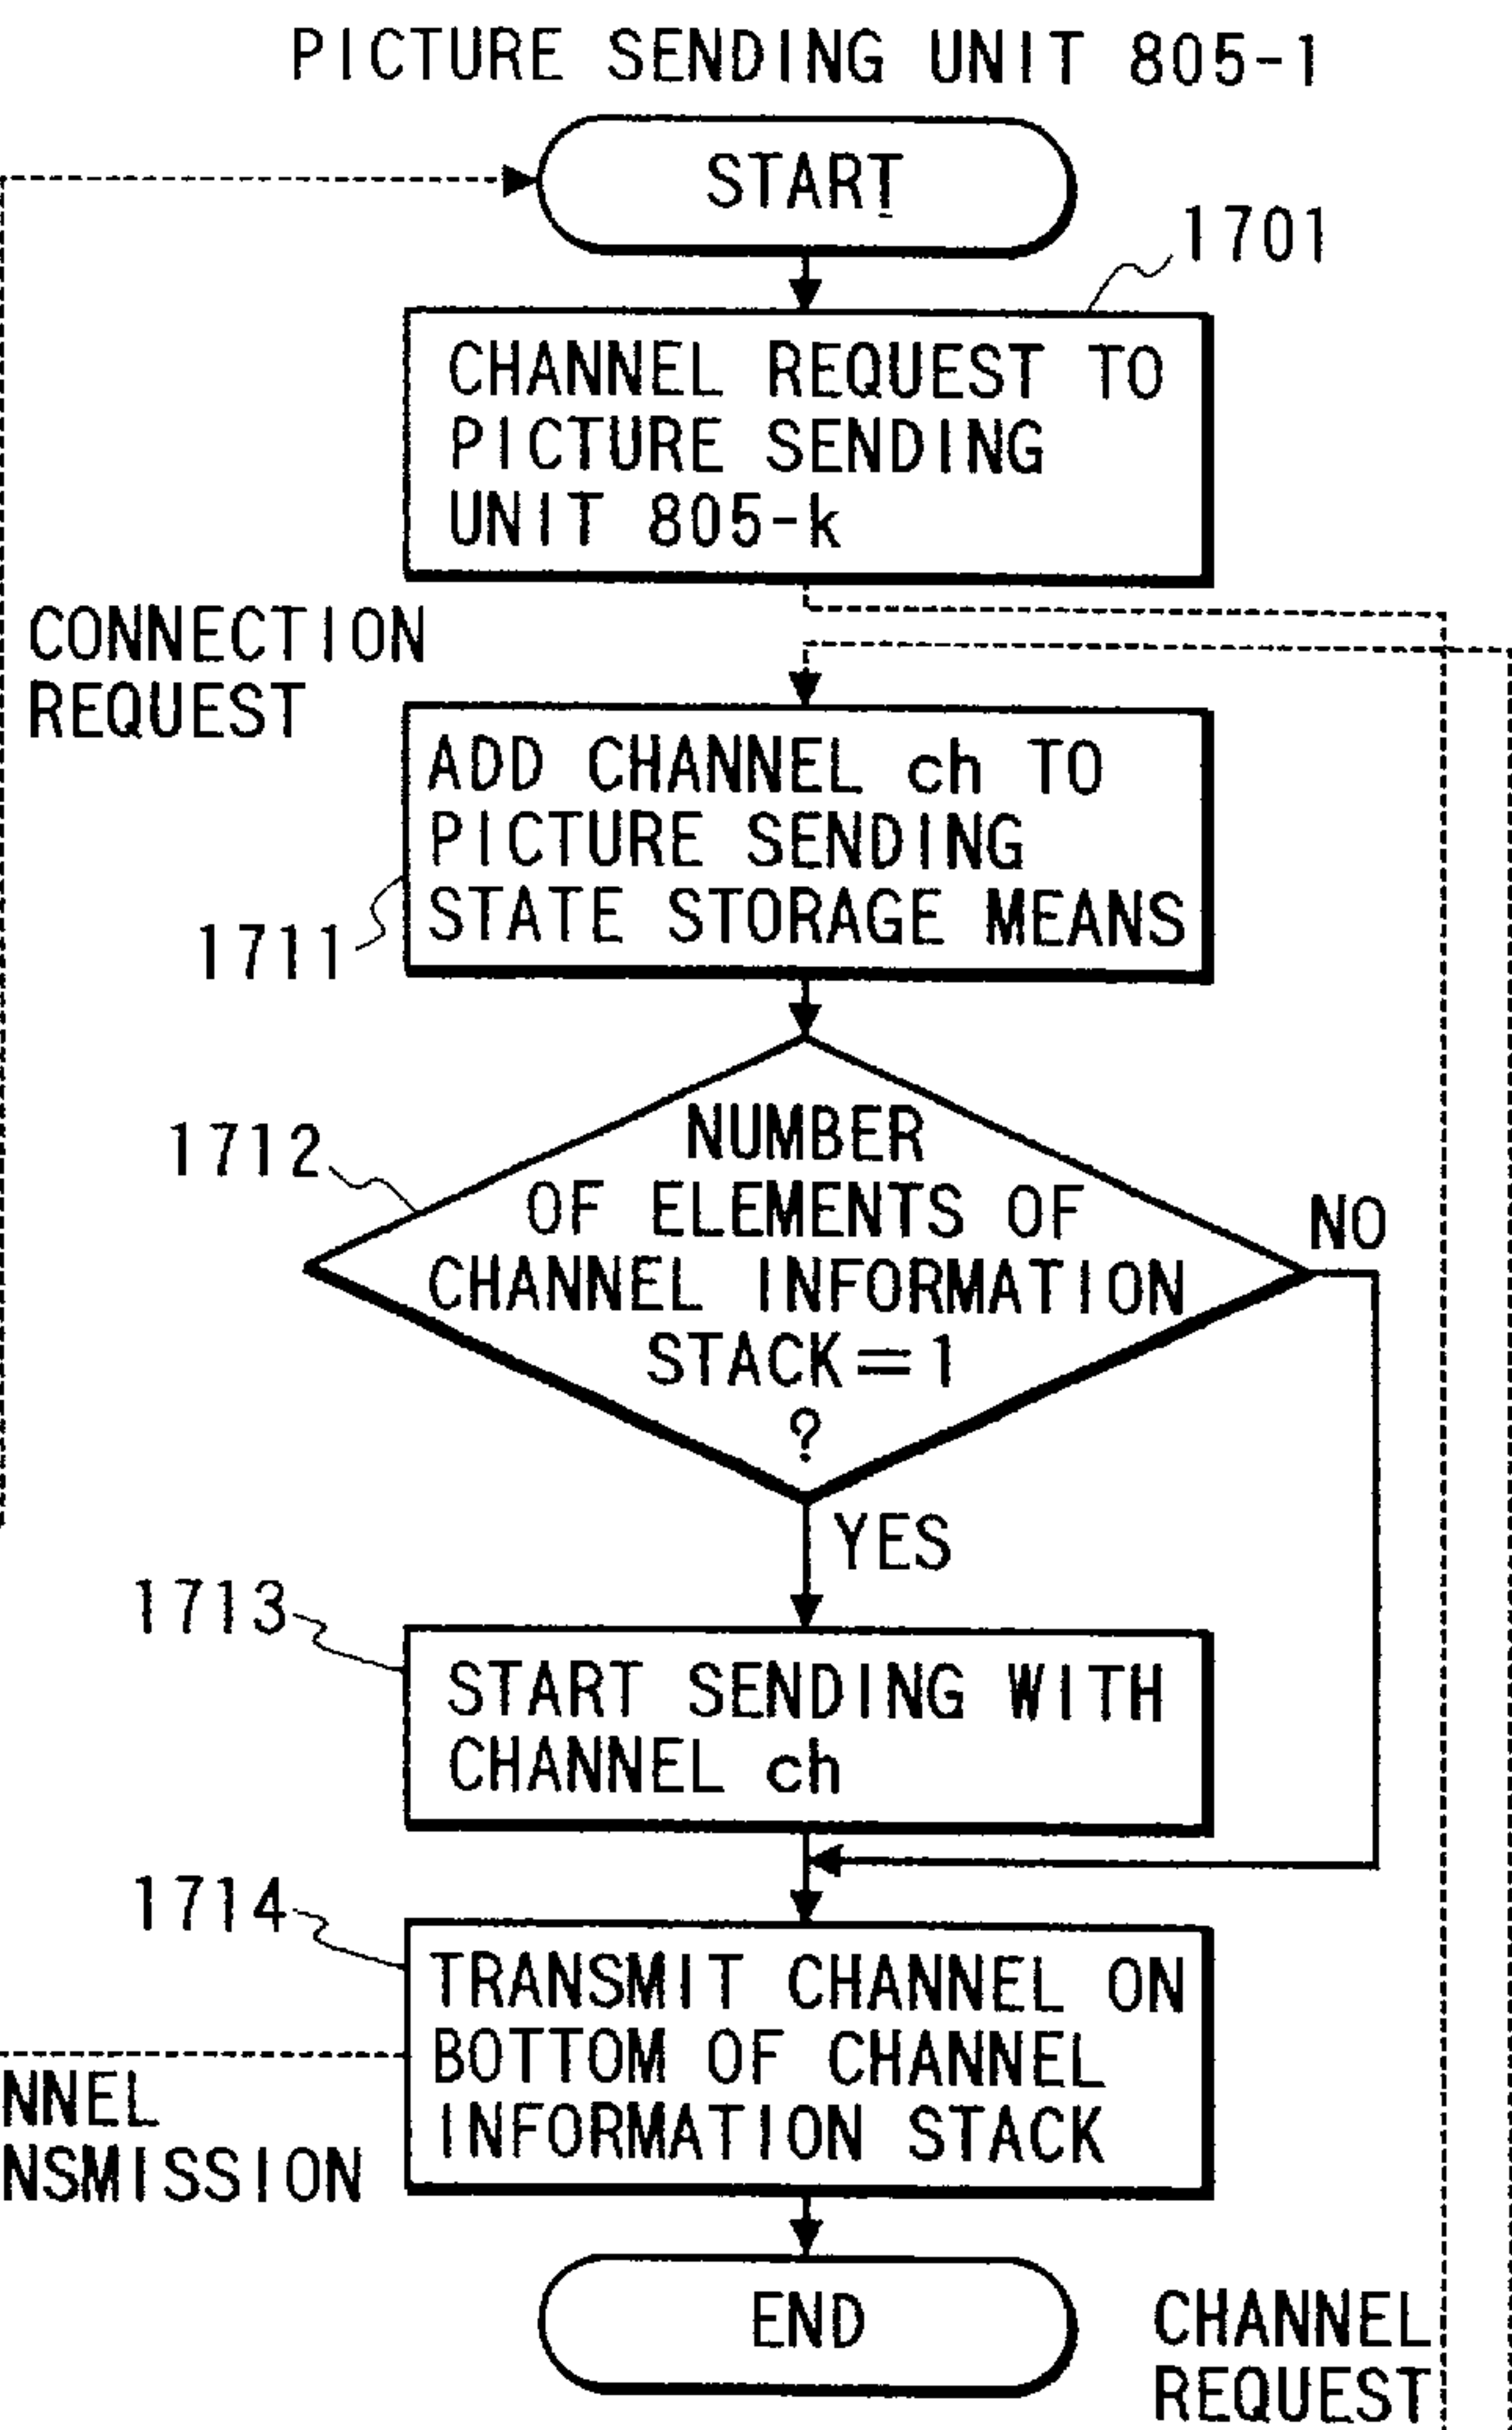 PICTURE SENDING UNIT 805-1
START
1701
CHANNEL REQUEST TO
PICTURE SENDING
UNIT 805-k
CONNECTION
REQUEST
ADD CHANNEL ch TO
PICTURE SENDING
STATE STORAGE MEANS
1711
1712
NUMBER
OF ELEMENTS OF
CHANNEL INFORMATION
STACK=1
?
NO
YES
1713
START SENDING WITH
CHANNEL ch
1714
TRANSMIT CHANNEL ON
BOTTOM OF CHANNEL
INFORMATION STACK
NNEL
NSMISSION
END
CHANNEL
REQUEST